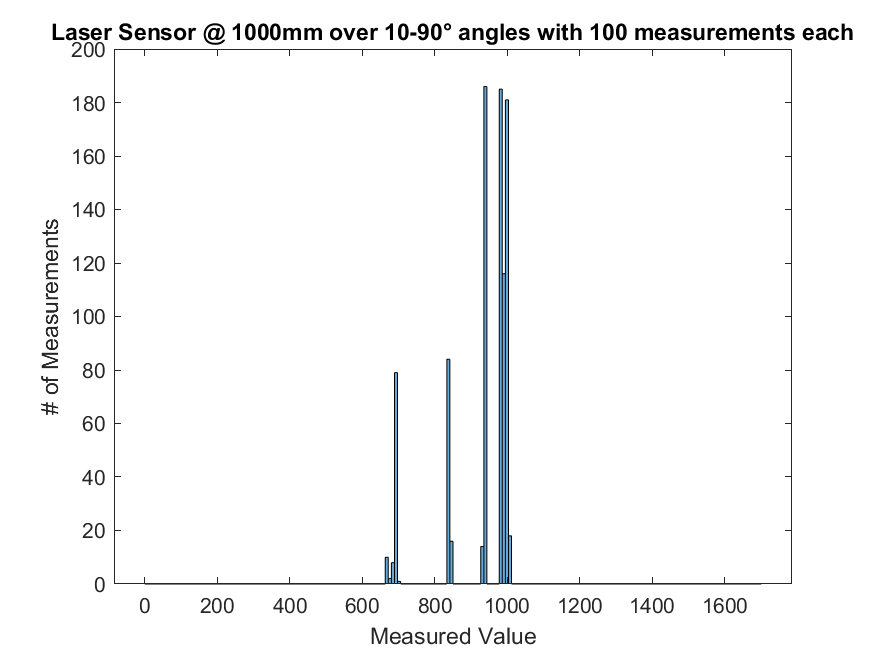 Laser Sensor @ 1000mm over 10-90° angles with 100 measurements each
200
180
160
140
120
100
80
60
40
20
0
# of Measurements
0 200 400 600 800 1000 1200 1400 1600
Measured Value